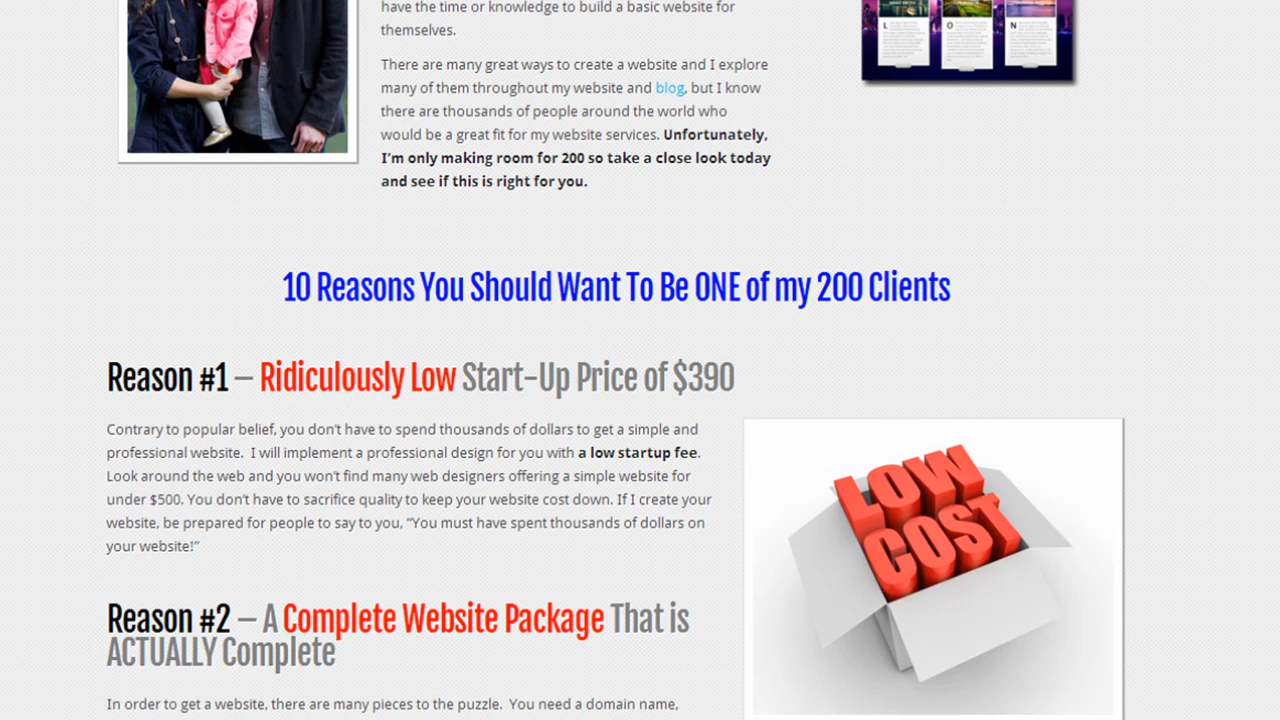 have the time or knowledge to build a basic website for
themselves.
There are many great ways to create a website and I explore
many of them throughout my website and blog, but I know
there are thousands of people around the world who
would be a great fit for my website services. Unfortunately,
I'm only making room for 200 so take a close look today
and see if this is right for you.
L
O
N
10 Reasons You Should Want To Be ONE of my 200 Clients
Reason #1 – Ridiculously Low Start-Up Price of $390
Contrary to popular belief, you don't have to spend thousands of dollars to get a simple and
professional website.  I will implement a professional design for you with a low startup fee.
Look around the web and you won't find many web designers offering a simple website for
under $500. You don't have to sacrifice quality to keep your website cost down. If I create your
website, be prepared for people to say to you, "You must have spent thousands of dollars on
your website!"
LOW
COST
Reason #2 – A Complete Website Package That is
ACTUALLY Complete
In order to get a website, there are many pieces to the puzzle.  You need a domain name,